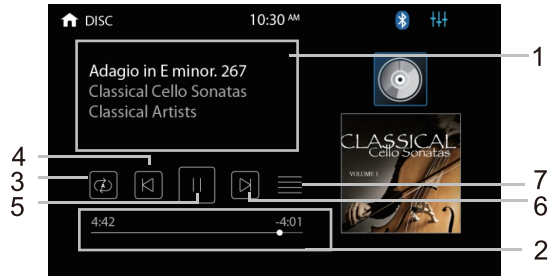 DISC 10:30 AM
1
Adagio in E minor. 267
Classical Cello Sonatas
Classical Artists
CLASSICAL
Cello Sonatas
VOLUME 1
4
3
5
7
6
4:42 -4:01
2